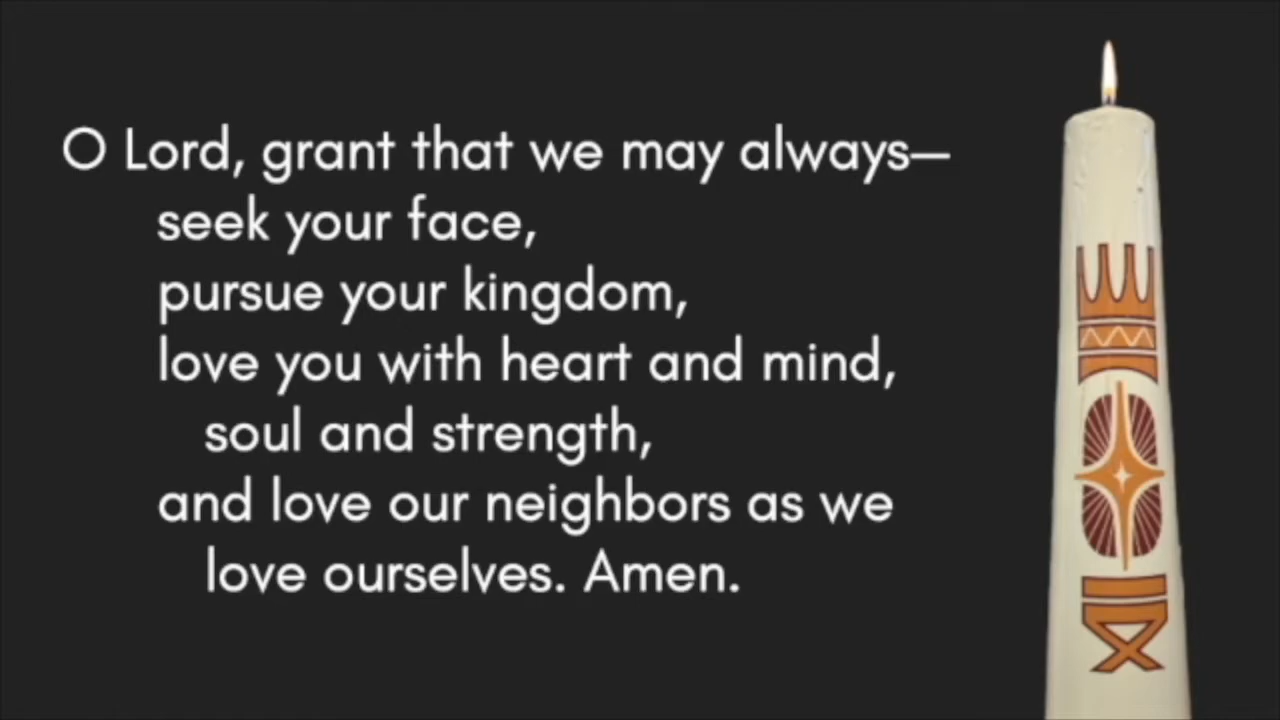 O Lord, grant that we may always—
seek your face,
pursue your kingdom,
love you with heart and mind,
soul and strength,
and love our neighbors as we
love ourselves. Amen.